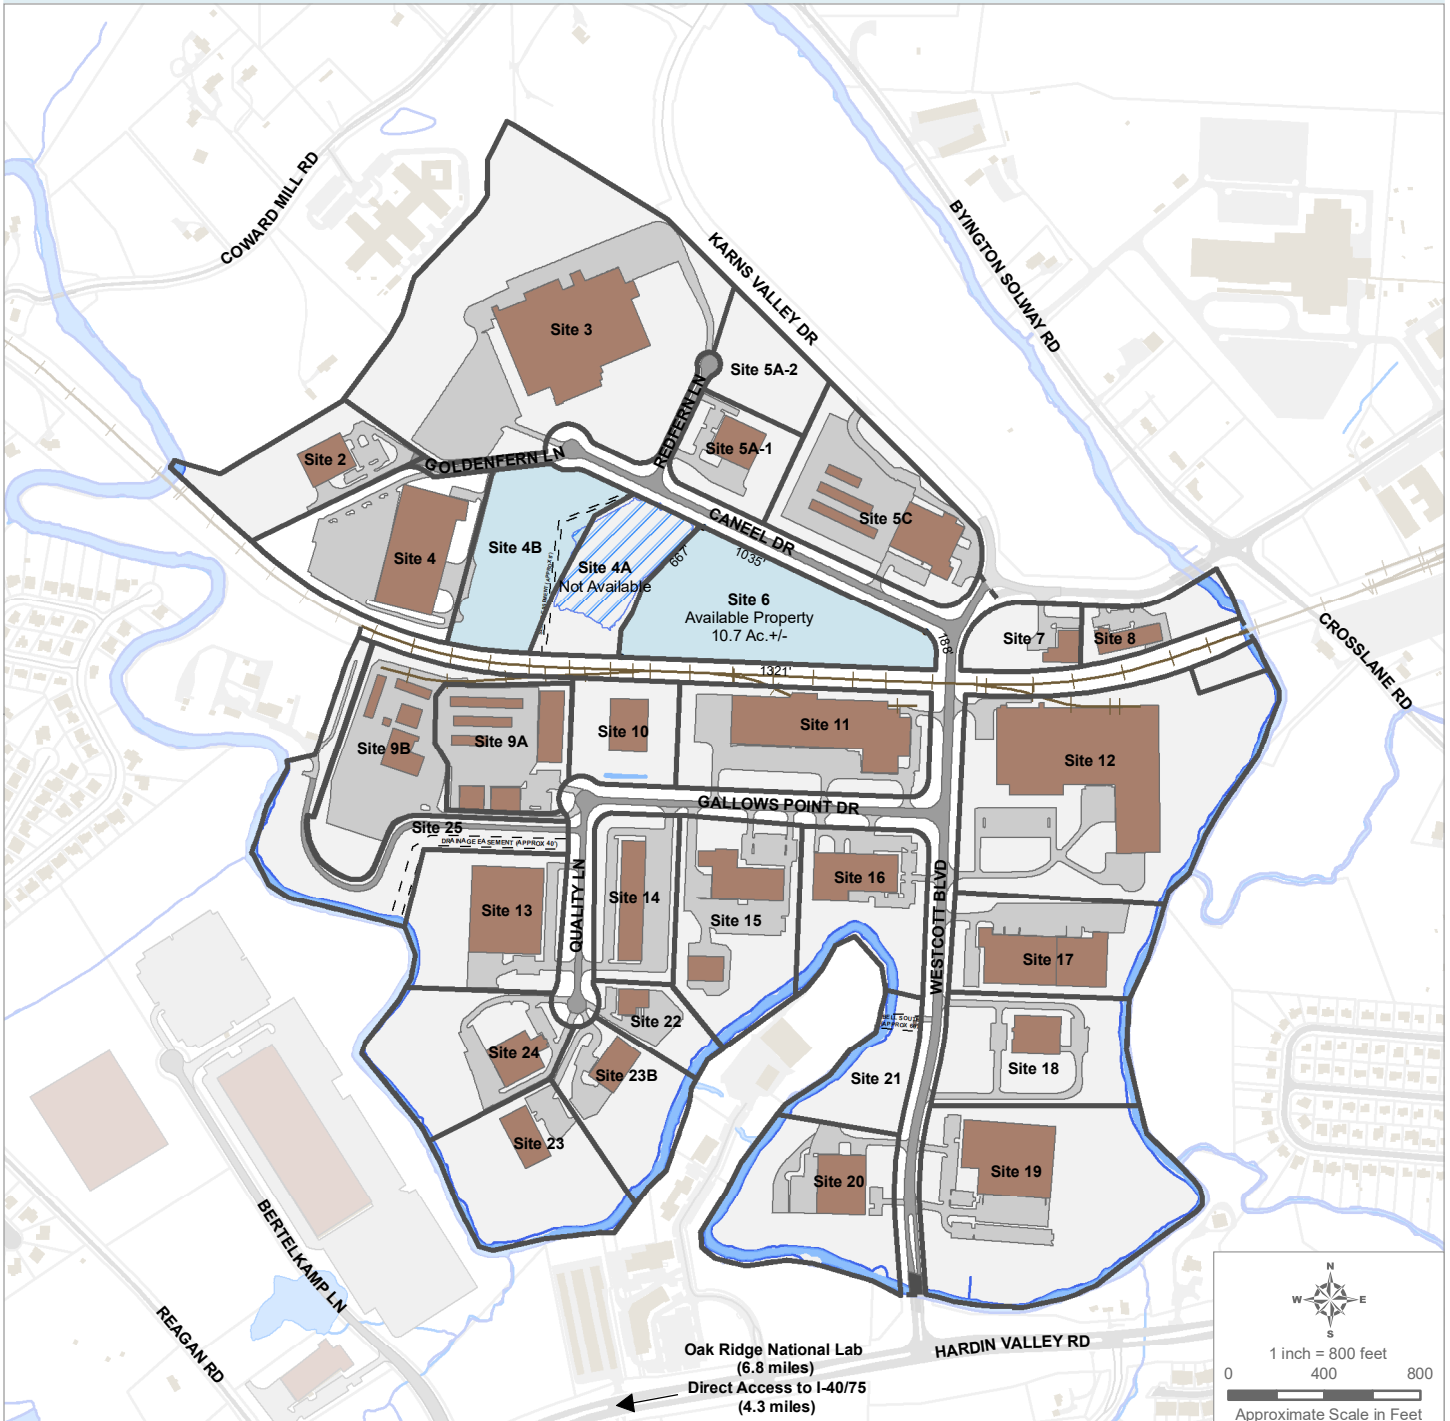 COWARD MILL RD
KARNS VALLEY DR
BYINGTON SOLWAY RD
Site 3
Site 5A-2
REDFERN LN
Site 5A-1
Site 2
GOLDENFERN LN
Site 5C
CANEEL DR
Site 4
Site 4B
Site 4A
Not Available
667'
1035'
Site 6
Available Property
10.7 Ac.+/-
188'
1321'
Site 7
Site 8
CROSSLANE RD
Site 9B
Site 9A
Site 10
Site 11
Site 12
GALLOWS POINT DR
Site 25
DRAINAGE EASEMENT (APPROX 40')
QUALITY LN
WESTCOTT BLVD
Site 13
Site 14
Site 15
Site 16
Site 17
Site 22
Site 24
Site 23B
Site 23
BELL SOUTH
Site 21
Site 18
Site 20
Site 19
BERTELKAMP LN
REAGAN RD
HARDIN VALLEY RD
Oak Ridge National Lab
(6.8 miles)
Direct Access to I-40/75
(4.3 miles)
N
W E
S
1 inch = 800 feet
0 400 800
Approximate Scale in Feet